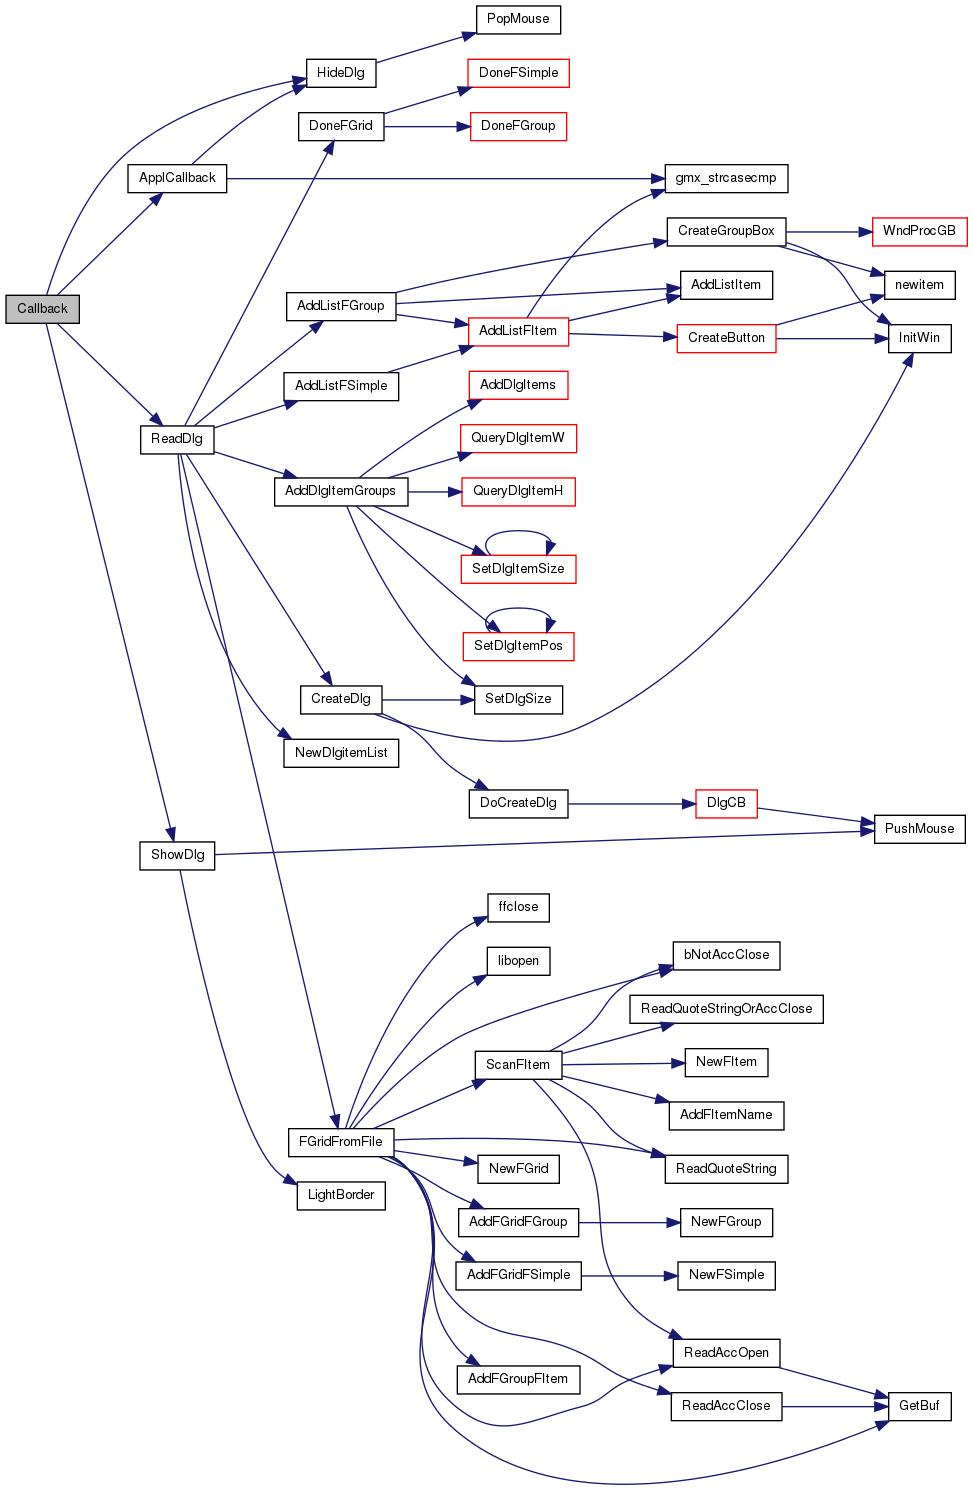 PopMouse
HideDlg
DoneFSimple
DoneFGrid
DoneFGroup
ApplCallback
gmx_strcasecmp
CreateGroupBox
WndProcGB
AddListItem
newitem
Callback
AddListFGroup
AddListFItem
CreateButton
InitWin
AddListFSimple
AddDlgItems
ReadDlg
QueryDlgItemW
AddDlgItemGroups
QueryDlgItemH
SetDlgItemSize
SetDlgItemPos
CreateDlg
SetDlgSize
NewDlgitemList
DoCreateDlg
DlgCB
PushMouse
ShowDlg
ffclose
libopen
bNotAccClose
ReadQuoteStringOrAccClose
ScanFItem
NewFItem
AddFItemName
FGridFromFile
NewFGrid
ReadQuoteString
LightBorder
AddFGridFGroup
NewFGroup
AddFGridFSimple
NewFSimple
ReadAccOpen
AddFGroupFItem
ReadAccClose
GetBuf